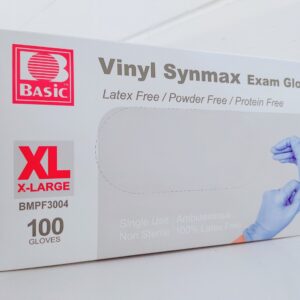 BASIC
Vinyl Synmax Exam Glo
Latex Free / Powder Free / Protein Free
XL
X-LARGE
BMPF3004
100
GLOVES
Single Use : Ambidextrous
Non Sterile : 100% Latex Free